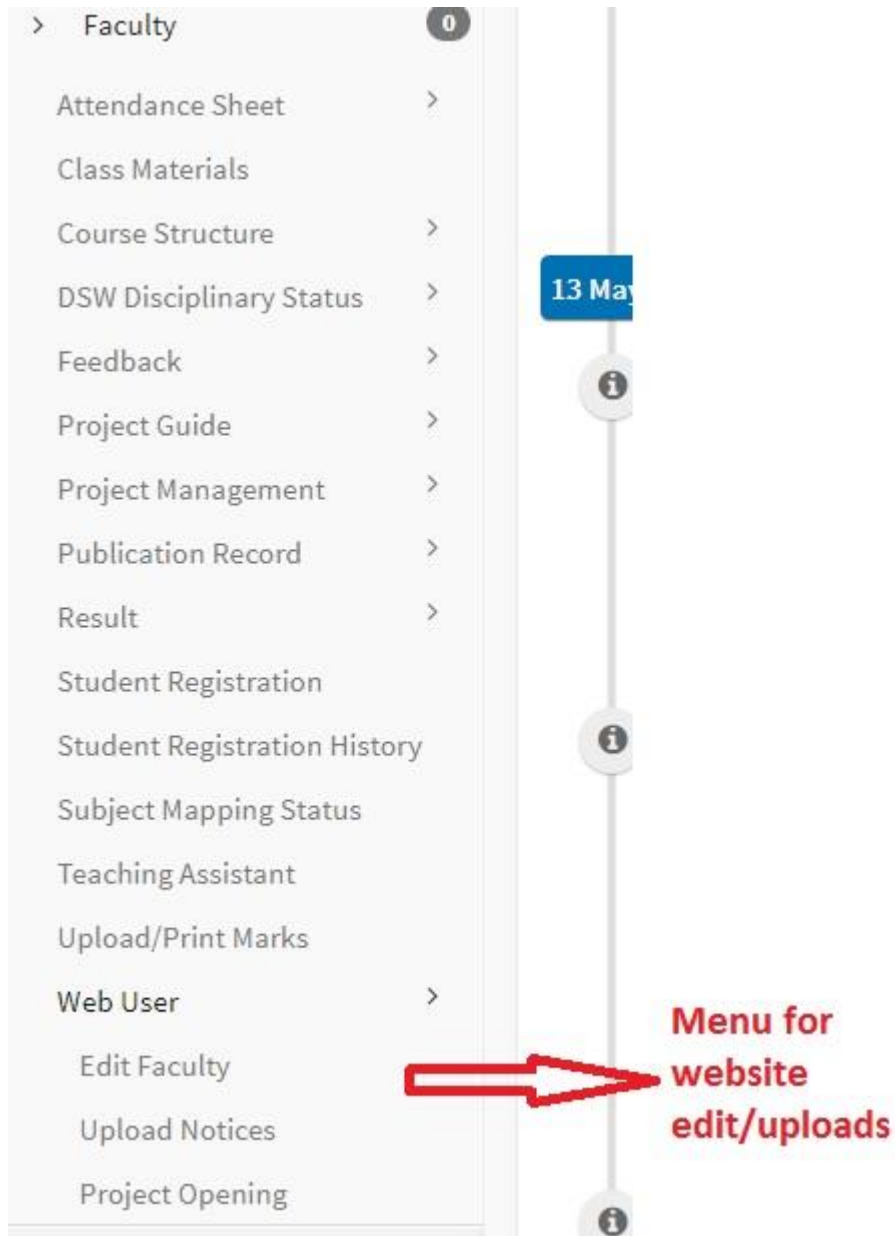 Faculty
0
Attendance Sheet
Class Materials
Course Structure
DSW Disciplinary Status
Feedback
Project Guide
Project Management
Publication Record
Result
Student Registration
Student Registration History
Subject Mapping Status
Teaching Assistant
Upload/Print Marks
Web User
Edit Faculty
Upload Notices
Project Opening
13 May
Menu for
website
edit/uploads